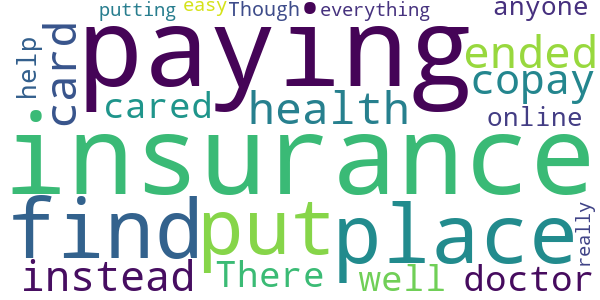 putting easy Though everything anyone
help card paying ended
copay
cared health online
insurance
find put place really
instead There well doctor